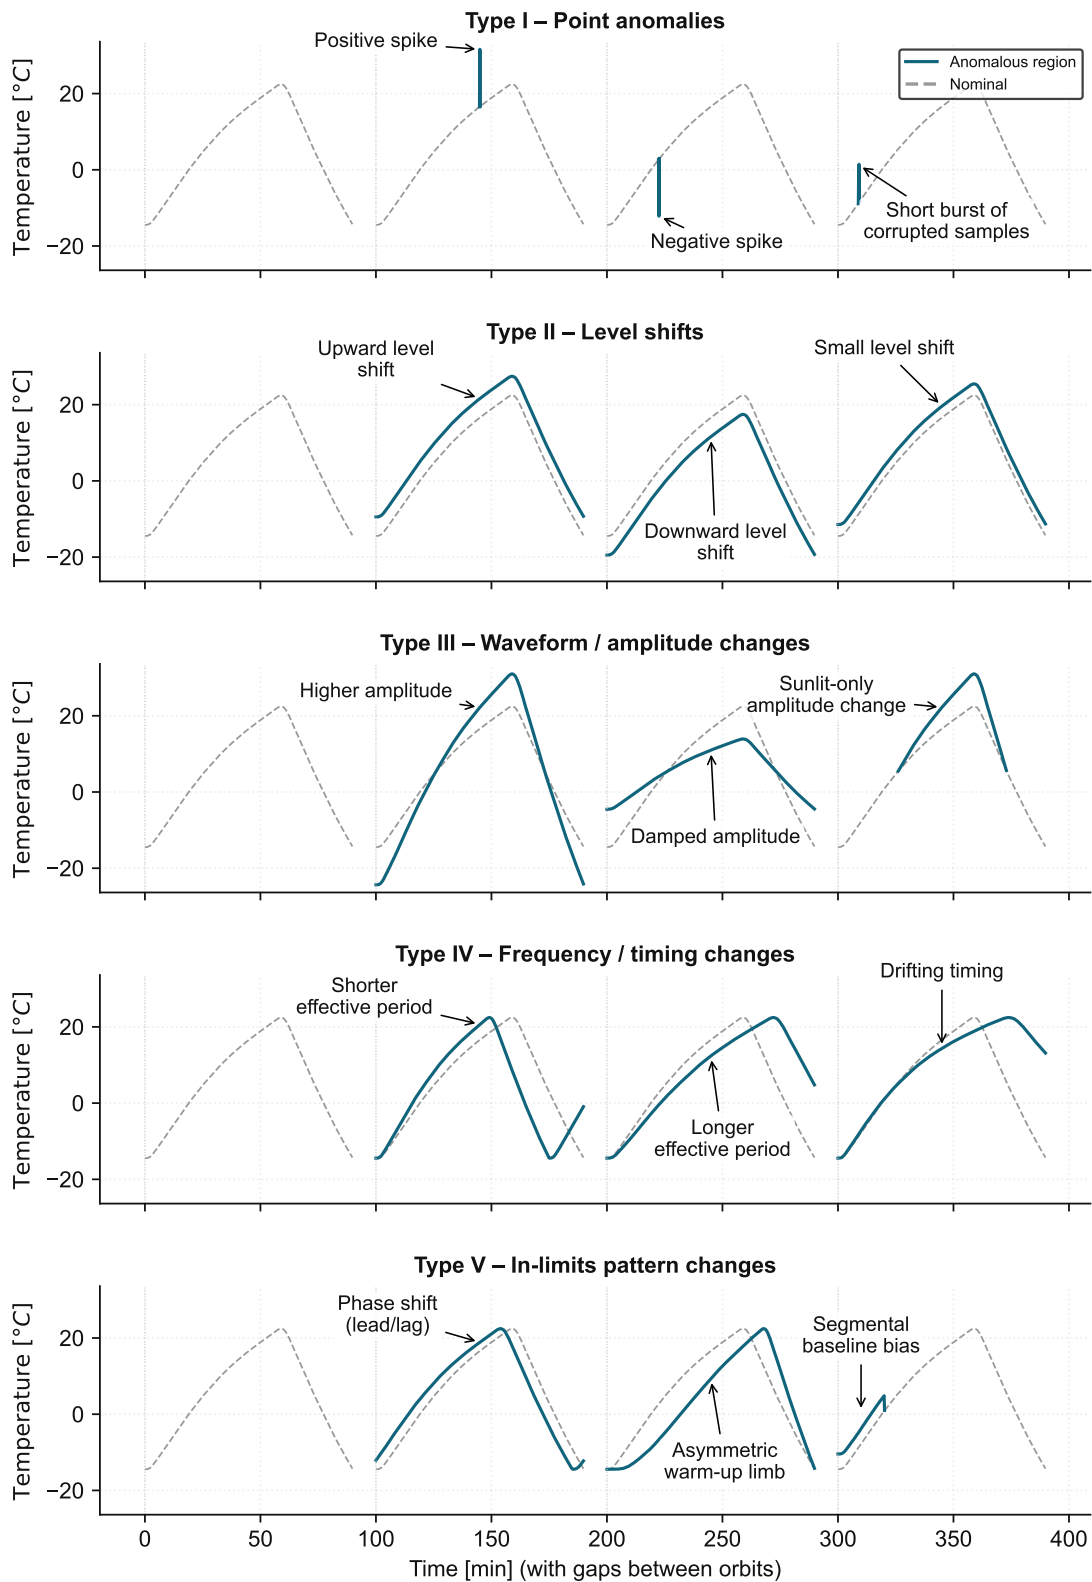 Type I – Point anomalies
Positive spike
Anomalous region
Nominal
Negative spike
Short burst of
corrupted samples
Temperature [°C]
20
0
−20
Type II – Level shifts
Upward level
shift
Small level shift
Downward level
shift
Temperature [°C]
20
0
−20
Type III – Waveform / amplitude changes
Higher amplitude
Sunlit-only
amplitude change
Damped amplitude
Temperature [°C]
20
0
−20
Type IV – Frequency / timing changes
Shorter
effective period
Drifting timing
Longer
effective period
Temperature [°C]
20
0
−20
Type V – In-limits pattern changes
Phase shift
(lead/lag)
Segmental
baseline bias
Asymmetric
warm-up limb
Temperature [°C]
20
0
−20
0 50 100 150 200 250 300 350 400
Time [min] (with gaps between orbits)